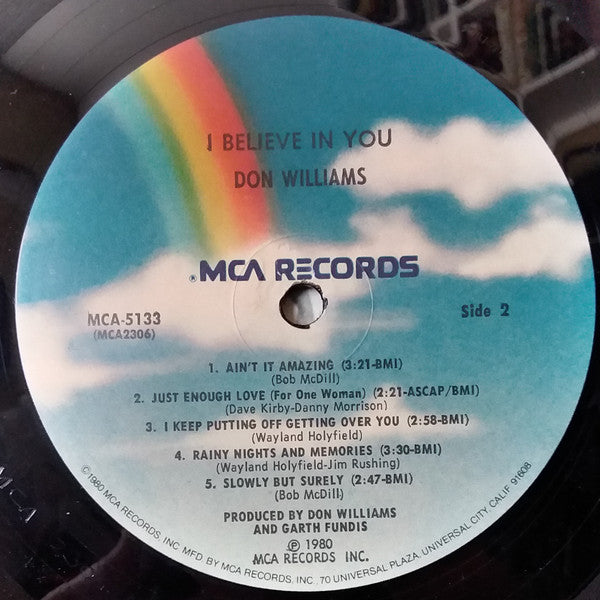 I BELIEVE IN YOU
DON WILLIAMS
®MCA RECORDS
MCA-5133
(MCA2306)
Side 2
1. AIN'T IT AMAZING (3:21-BMI)
(Bob McDill)
2. JUST ENOUGH LOVE (For One Woman) (2:21-ASCAP/BMI)
(Dave Kirby-Danny Morrison)
3. I KEEP PUTTING OFF GETTING OVER YOU (2:58-BMI)
(Wayland Holyfield)
4. RAINY NIGHTS AND MEMORIES (3:30-BMI)
(Wayland Holyfield-Jim Rushing)
5. SLOWLY BUT SURELY (2:47-BMI)
(Bob McDill)
PRODUCED BY DON WILLIAMS
AND GARTH FUNDIS
℗ 1980
MCA RECORDS INC.
©1980 MCA RECORDS, INC. MFD. BY MCA RECORDS, INC., 70 UNIVERSAL PLAZA, UNIVERSAL CITY, CALIF. 91608
MCA